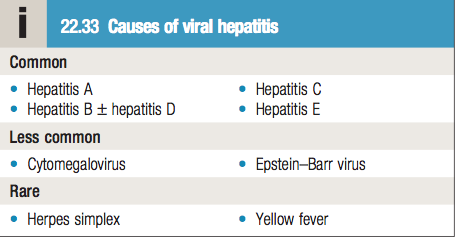 i
22.33 Causes of viral hepatitis
Common
• Hepatitis A
• Hepatitis C
• Hepatitis B ± hepatitis D
• Hepatitis E
Less common
• Cytomegalovirus
• Epstein–Barr virus
Rare
• Herpes simplex
• Yellow fever